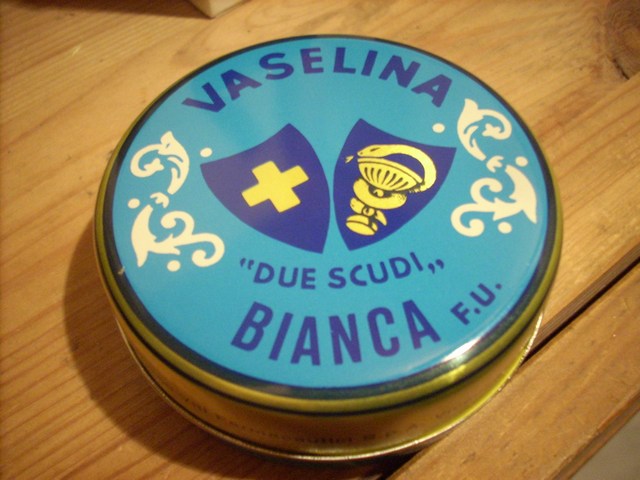 VASELINA
"DUE SCUDI,,
BIANCA F.U.